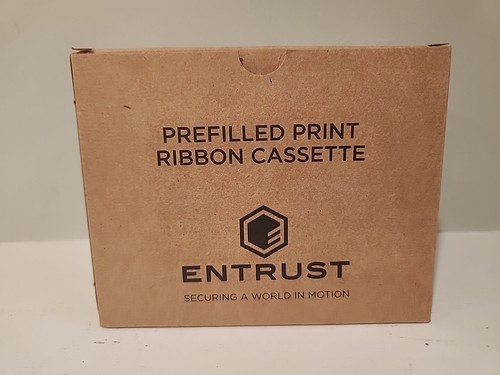 PREFILLED PRINT
RIBBON CASSETTE
ENTRUST
SECURING A WORLD IN MOTION